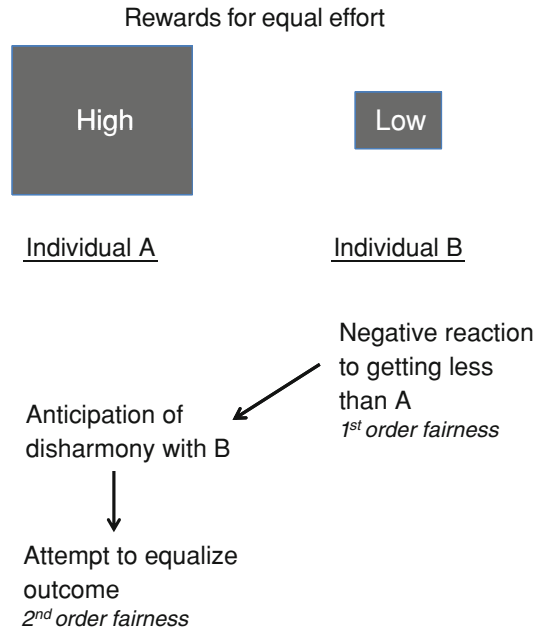 Rewards for equal effort
High
Low
Individual A
Individual B
Negative reaction
to getting less
than A
1st order fairness
Anticipation of
disharmony with B
Attempt to equalize
outcome
2nd order fairness